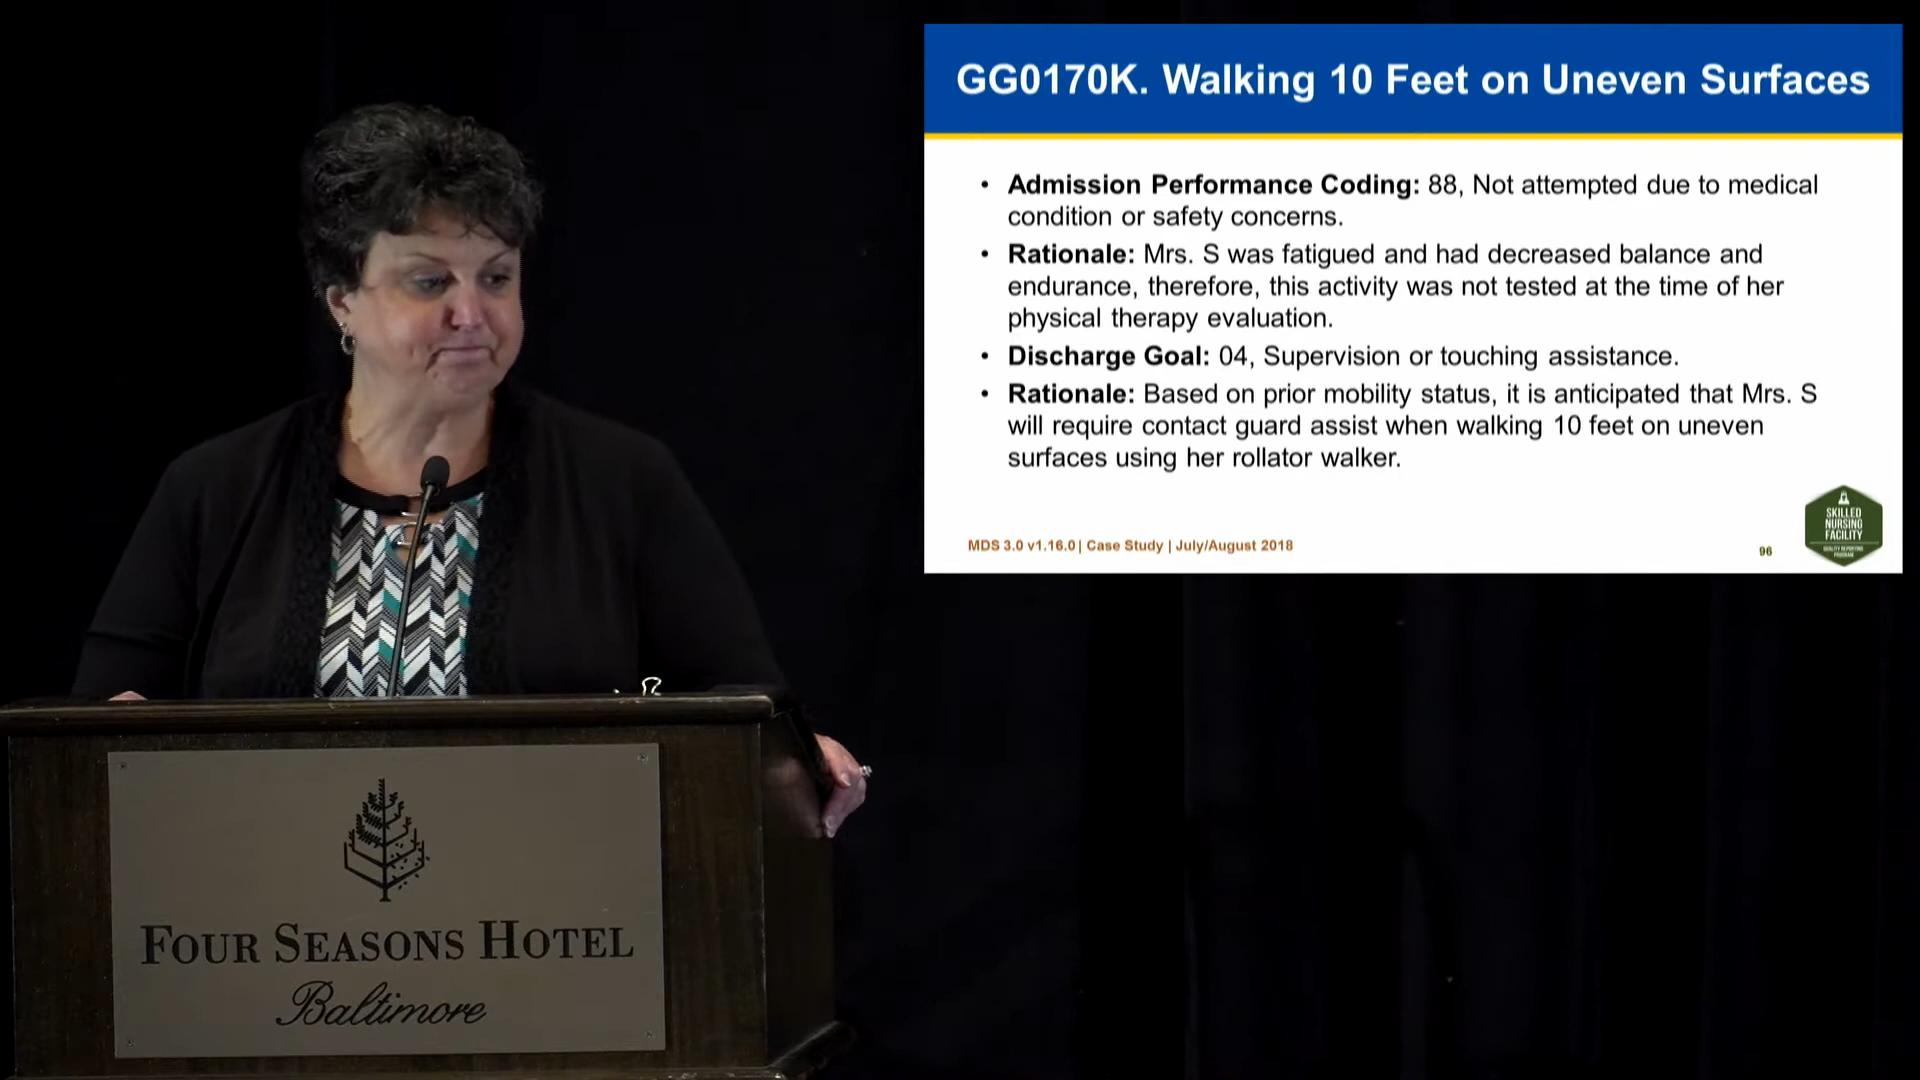 GG0170K. Walking 10 Feet on Uneven Surfaces
• Admission Performance Coding: 88, Not attempted due to medical
condition or safety concerns.
• Rationale: Mrs. S was fatigued and had decreased balance and
endurance, therefore, this activity was not tested at the time of her
physical therapy evaluation.
• Discharge Goal: 04, Supervision or touching assistance.
• Rationale: Based on prior mobility status, it is anticipated that Mrs. S
will require contact guard assist when walking 10 feet on uneven
surfaces using her rollator walker.
MDS 3.0 v1.16.0 | Case Study | July/August 2018
96
SKILLED
NURSING
FACILITY
QUALITY REPORTING
PROGRAM
FOUR SEASONS HOTEL
Baltimore